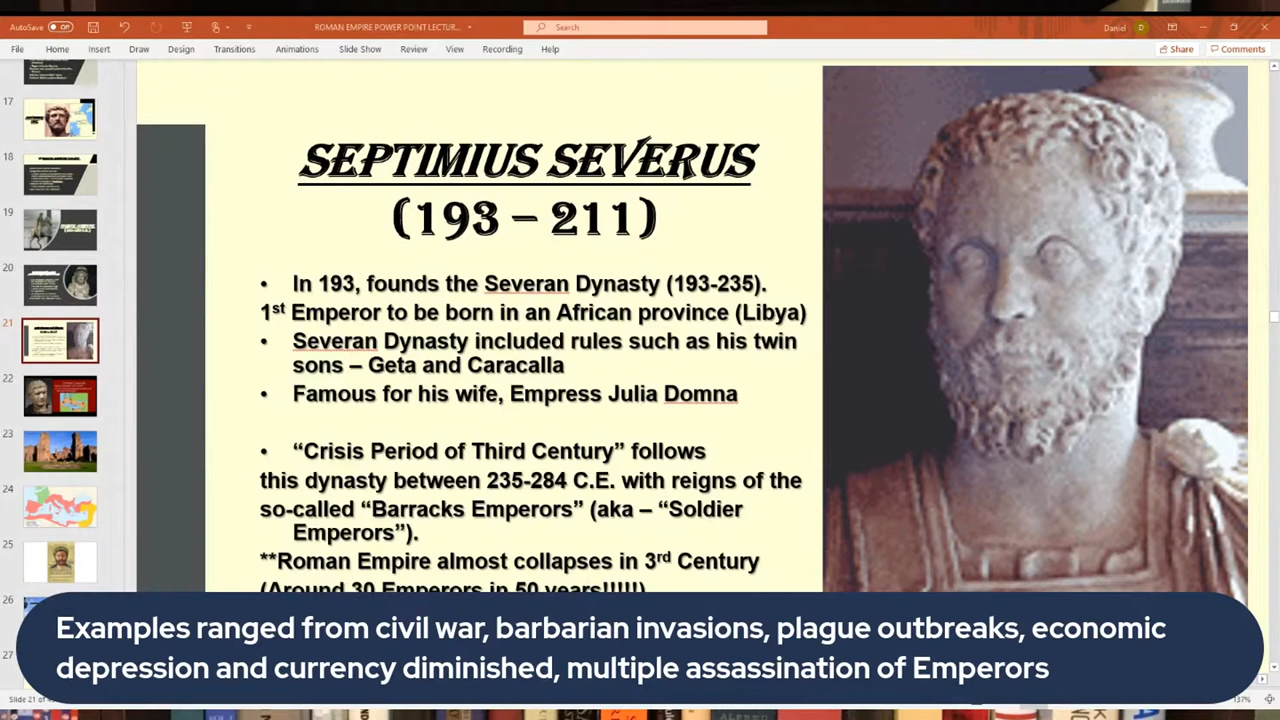 AutoSave Off
ROMAN EMPIRE POWER POINT LECTUR...
Search
Daniel D
File Home Insert Draw Design Transitions Animations Slide Show Review View Recording Help
Share Comments
17
18
19
20
21
22
23
24
25
26
27
SEPTIMIUS SEVERUS
(193 – 211)
• In 193, founds the Severan Dynasty (193-235).
1st Emperor to be born in an African province (Libya)
• Severan Dynasty included rules such as his twin
sons – Geta and Caracalla
• Famous for his wife, Empress Julia Domna
• “Crisis Period of Third Century” follows
this dynasty between 235-284 C.E. with reigns of the
so-called “Barracks Emperors” (aka – “Soldier
Emperors”).
**Roman Empire almost collapses in 3rd Century
(Around 30 Emperors in 50 years!!!!!)
Examples ranged from civil war, barbarian invasions, plague outbreaks, economic
depression and currency diminished, multiple assassination of Emperors
Slide 21 of
137%